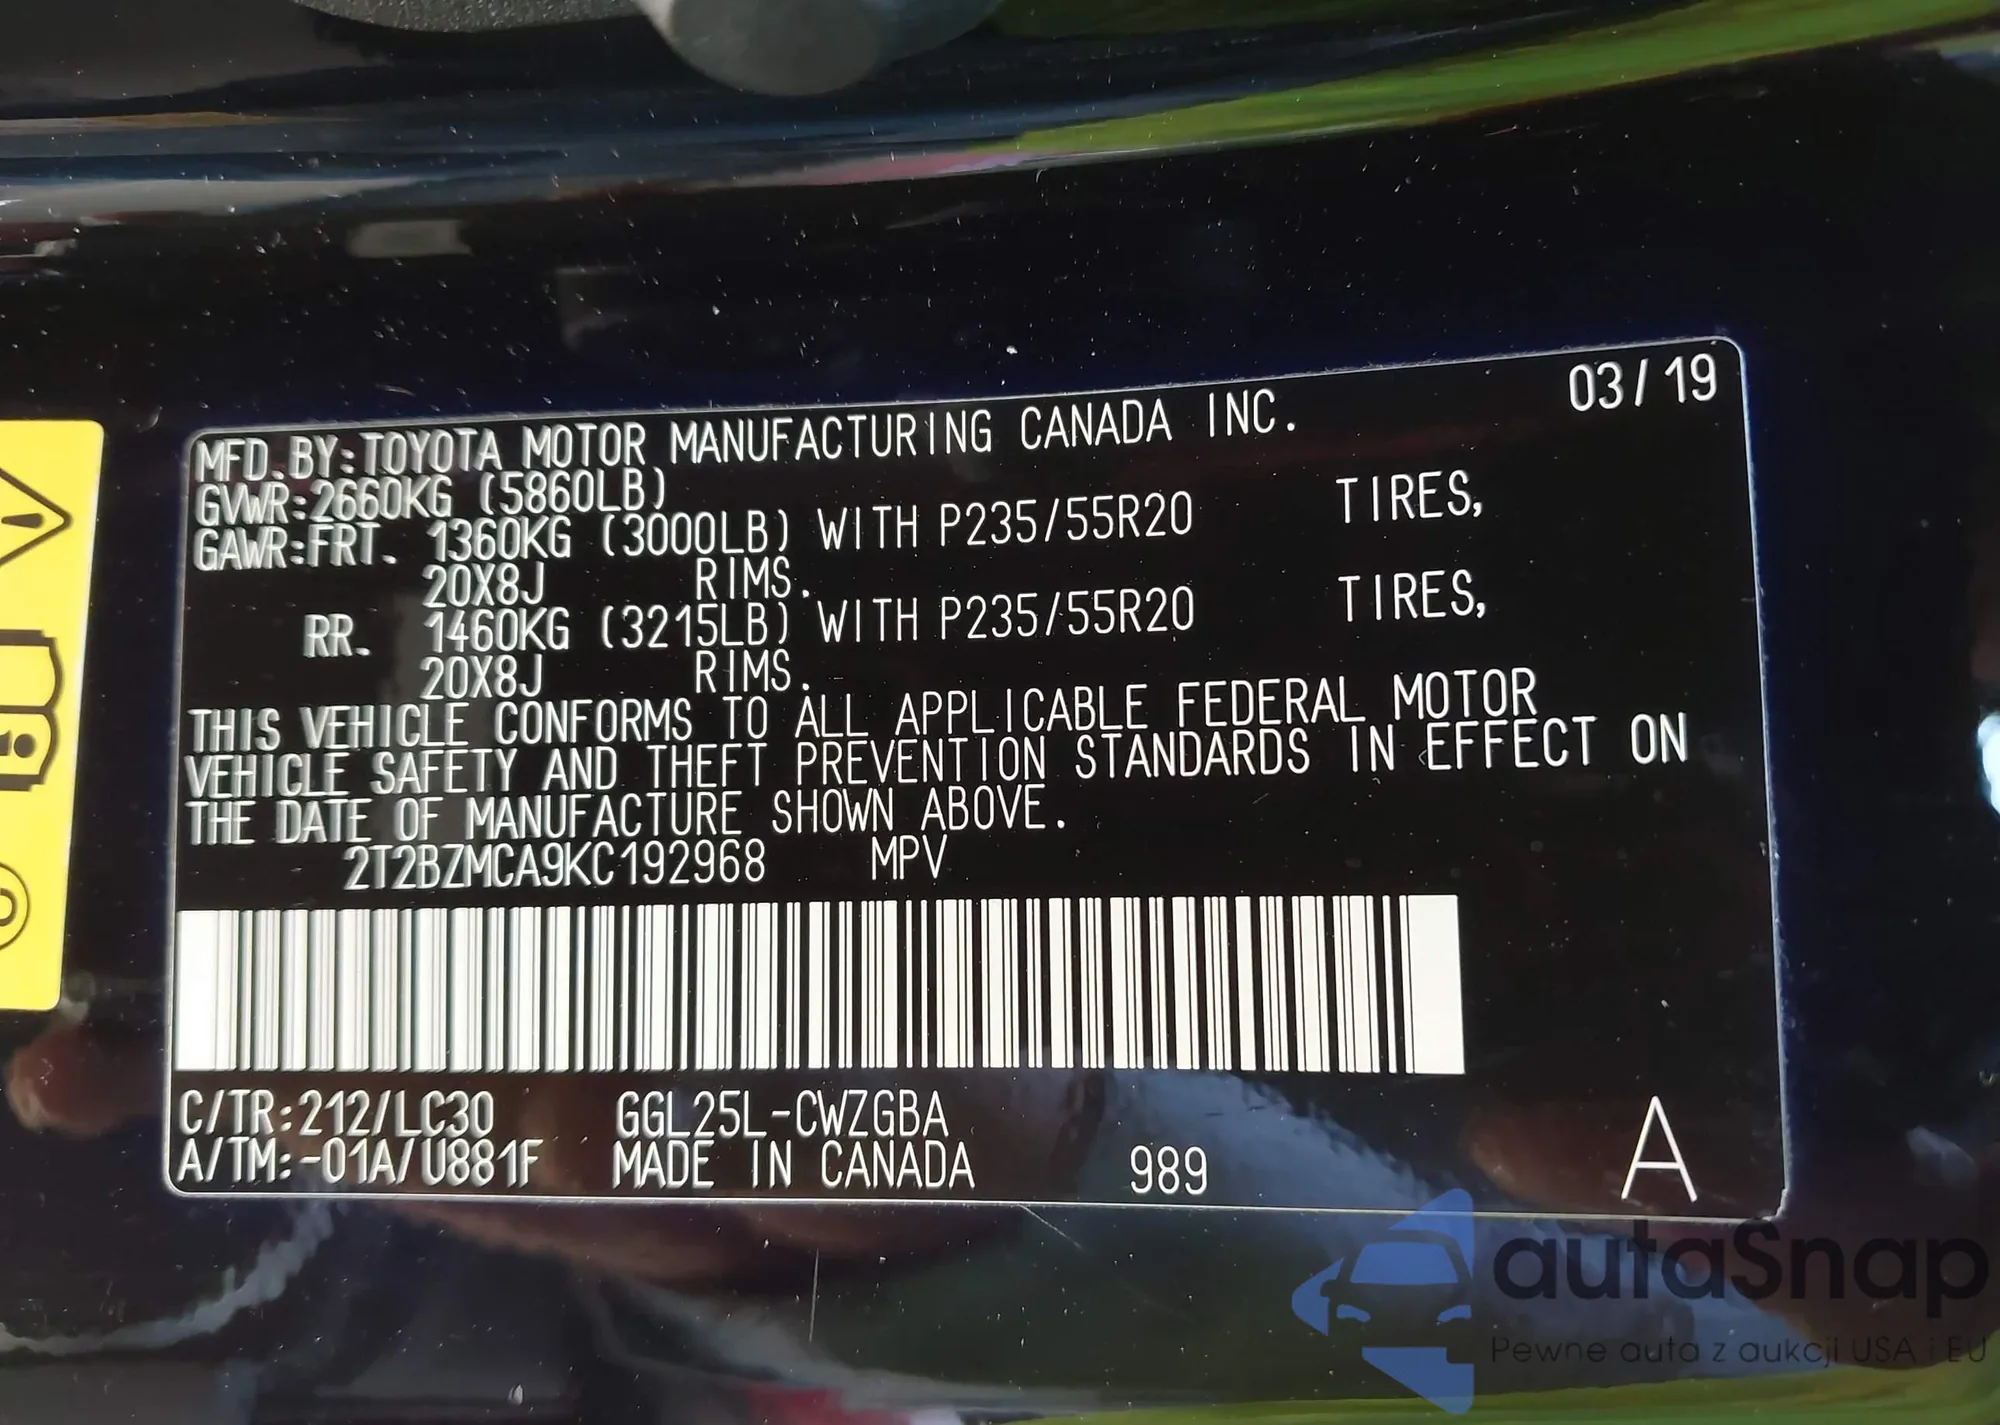 03/19
MFD.BY:TOYOTA MOTOR MANUFACTURING CANADA INC.
GVWR:2660KG (5860LB)
GAWR:FRT. 1360KG (3000LB) WITH P235/55R20 TIRES,
20X8J RIMS.
RR. 1460KG (3215LB) WITH P235/55R20 TIRES,
20X8J RIMS.
THIS VEHICLE CONFORMS TO ALL APPLICABLE FEDERAL MOTOR
VEHICLE SAFETY AND THEFT PREVENTION STANDARDS IN EFFECT ON
THE DATE OF MANUFACTURE SHOWN ABOVE.
2T2BZMCA9KC192968 MPV
C/TR:212/LC30 GGL25L-CWZGBA
A/TM:-01A/U881F MADE IN CANADA 989 A
autaSnap
Pewne auta z aukcji USA i EU